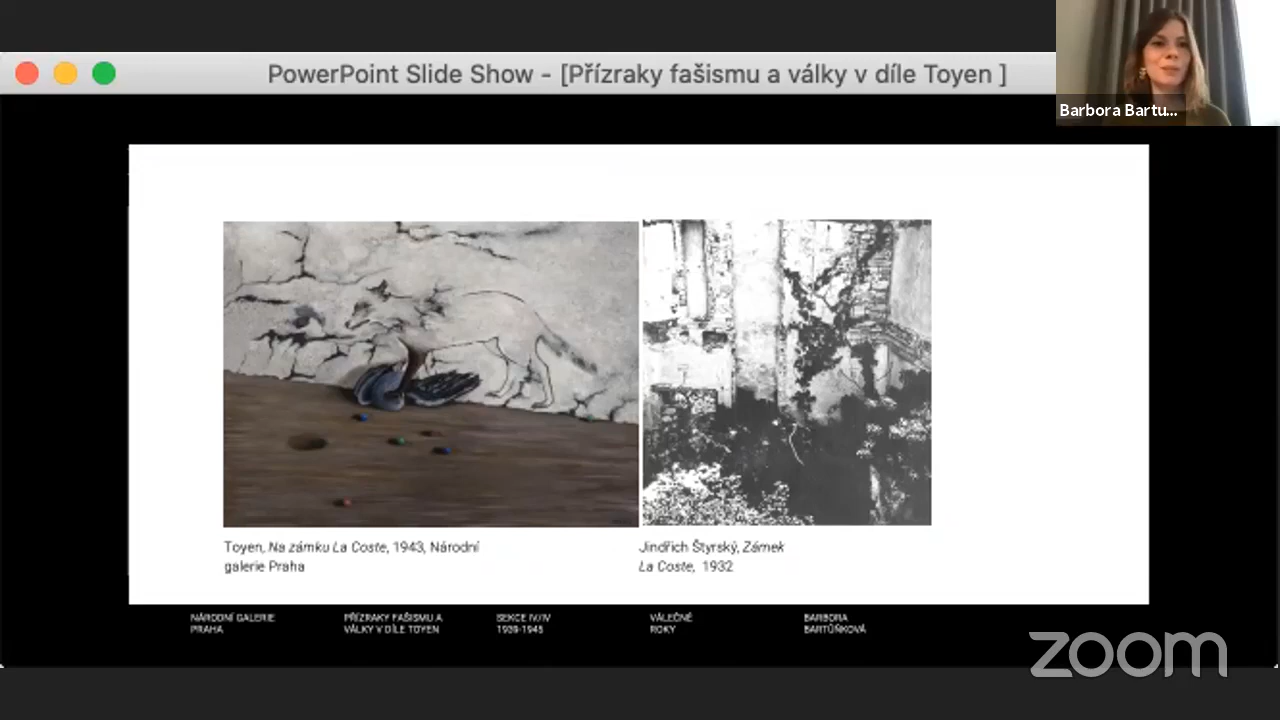 PowerPoint Slide Show - [Přízraky fašismu a války v díle Toyen ]
Barbora Bartu...
Toyen, Na zámku La Coste, 1943, Národní
galerie Praha
Jindřich Štyrský, Zámek
La Coste, 1932
NÁRODNÍ GALERIE
PRAHA
PŘÍZRAKY FAŠISMU A
VÁLKY V DÍLE TOYEN
SEKCE IV/IV
1939-1945
VÁLEČNÉ
ROKY
BARBORA
BARTŮŇKOVÁ
zoom